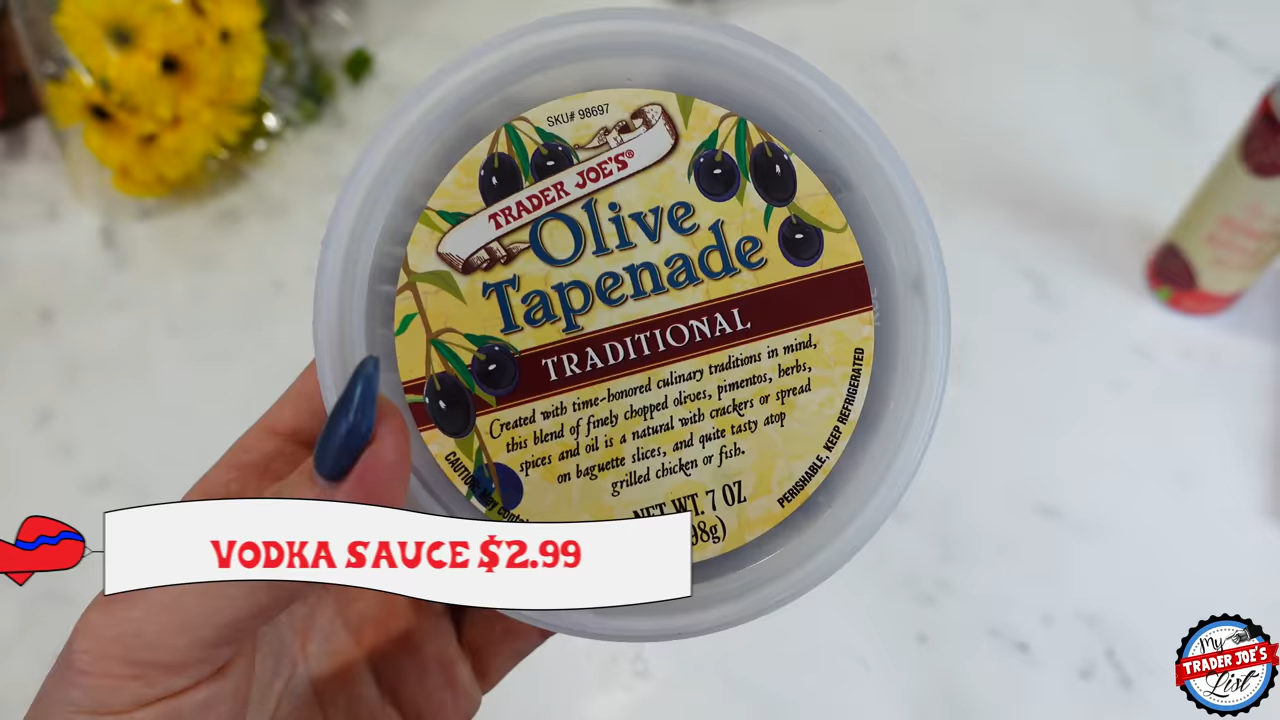 SKU# 98697
TRADER JOE'S®
Olive
Tapenade
TRADITIONAL
Created with time-honored culinary traditions in mind,
this blend of finely chopped olives, pimentos, herbs,
spices and oil is a natural with crackers or spread
on baguette slices, and quite tasty atop
grilled chicken or fish.
NET WT. 7 OZ
98g)
CAUTION: May contain
PERISHABLE, KEEP REFRIGERATED
VODKA SAUCE $2.99
My
TRADER JOE'S
List